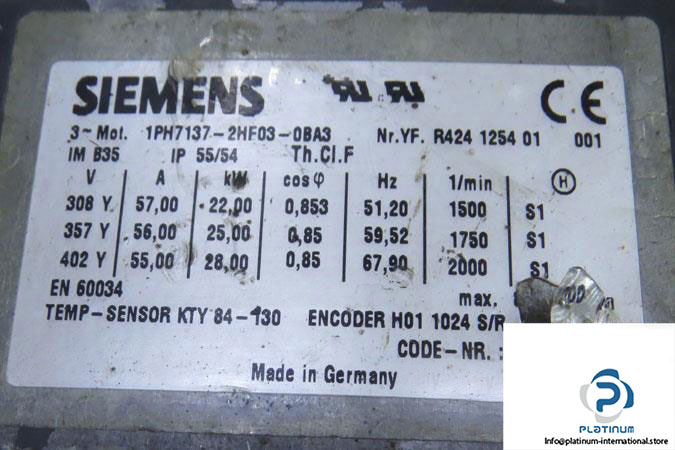 SIEMENS
CE
3~Mot. 1PH7137-2HF03-0BA3 Nr.YF. R424 1254 01 001
IM B35 IP 55/54 Th.Cl.F
V A kW cosφ Hz 1/min H
308 Y 57,00 22,00 0,853 51,20 1500 S1
357 Y 56,00 25,00 0,85 59,52 1750 S1
402 Y 55,00 28,00 0,85 67,90 2000 S1
EN 60034 max.
TEMP-SENSOR KTY 84-130 ENCODER H01 1024 S/R
CODE-NR.:
Made in Germany
PLATINUM
Info@platinum-international.store